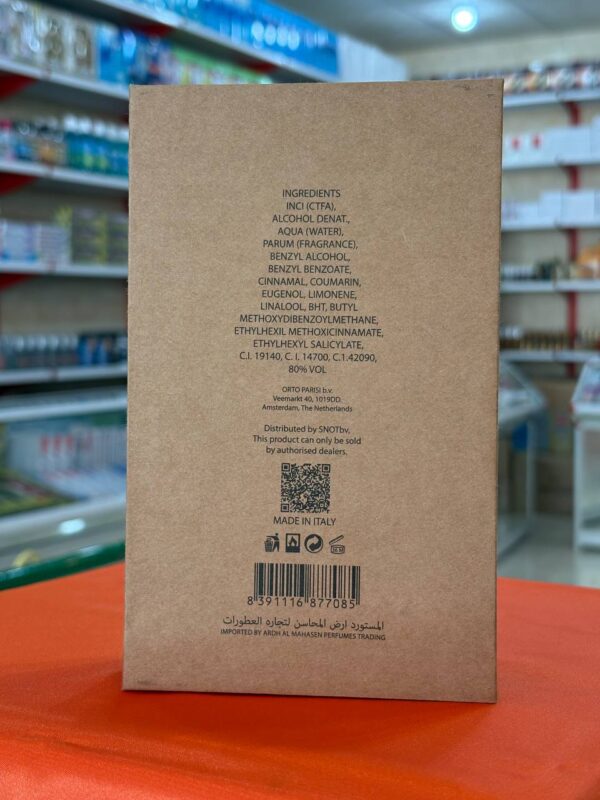 INGREDIENTS
INCI (CTFA),
ALCOHOL DENAT.,
AQUA (WATER),
PARUM (FRAGRANCE),
BENZYL ALCOHOL,
BENZYL BENZOATE,
CINNAMAL, COUMARIN,
EUGENOL, LIMONENE,
LINALOOL, BHT, BUTYL
METHOXYDIBENZOYLMETHANE,
ETHYLHEXIL METHOXICINNAMATE,
ETHYLHEXYL SALICYLATE,
C.I. 19140, C. I. 14700, C.1.42090,
80% VOL
ORTO PARISI b.v.
Veemarkt 40, 1019DD
Amsterdam, The Netherlands
Distributed by SNOTbv,
This product can only be sold
by authorised dealers.
MADE IN ITALY
8 391116 877085
المستورد ارض المحاسن لتجاره العطورات
IMPORTED BY ARDH AL MAHASEN PERFUMES TRADING